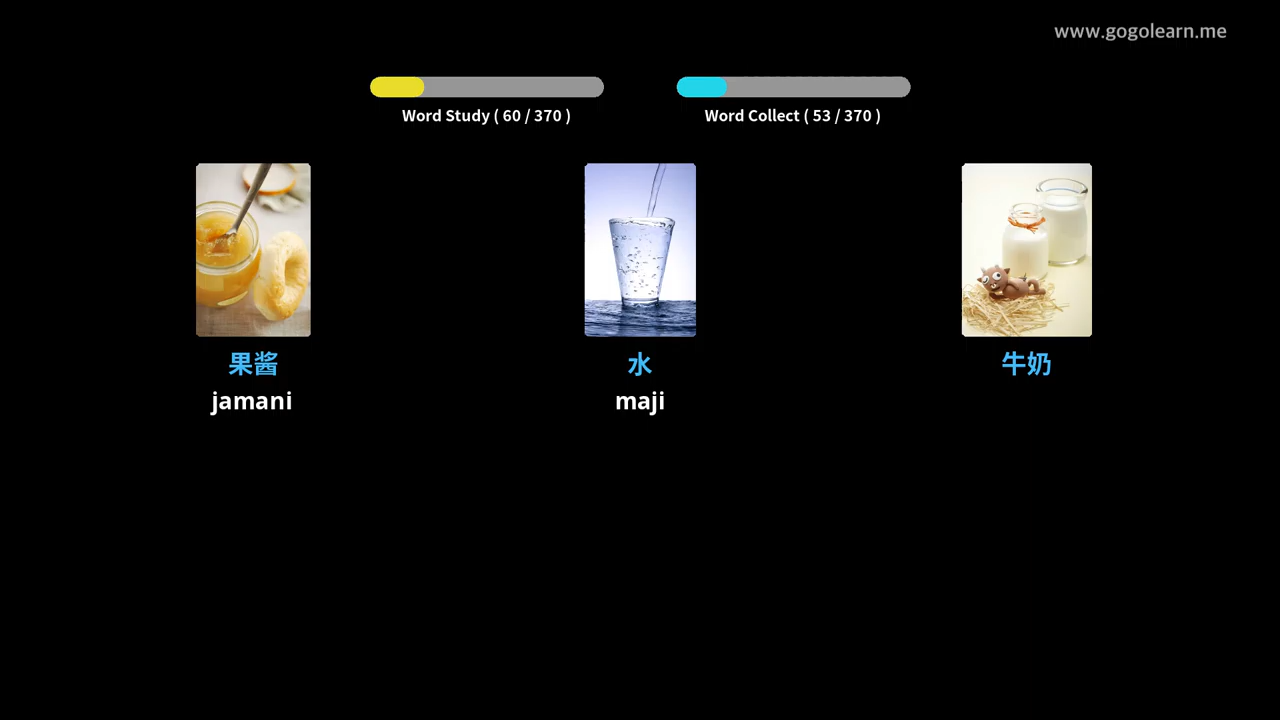 www.gogolearn.me
Word Study ( 60 / 370 )
Word Collect ( 53 / 370 )
果酱
水
牛奶
jamani
maji